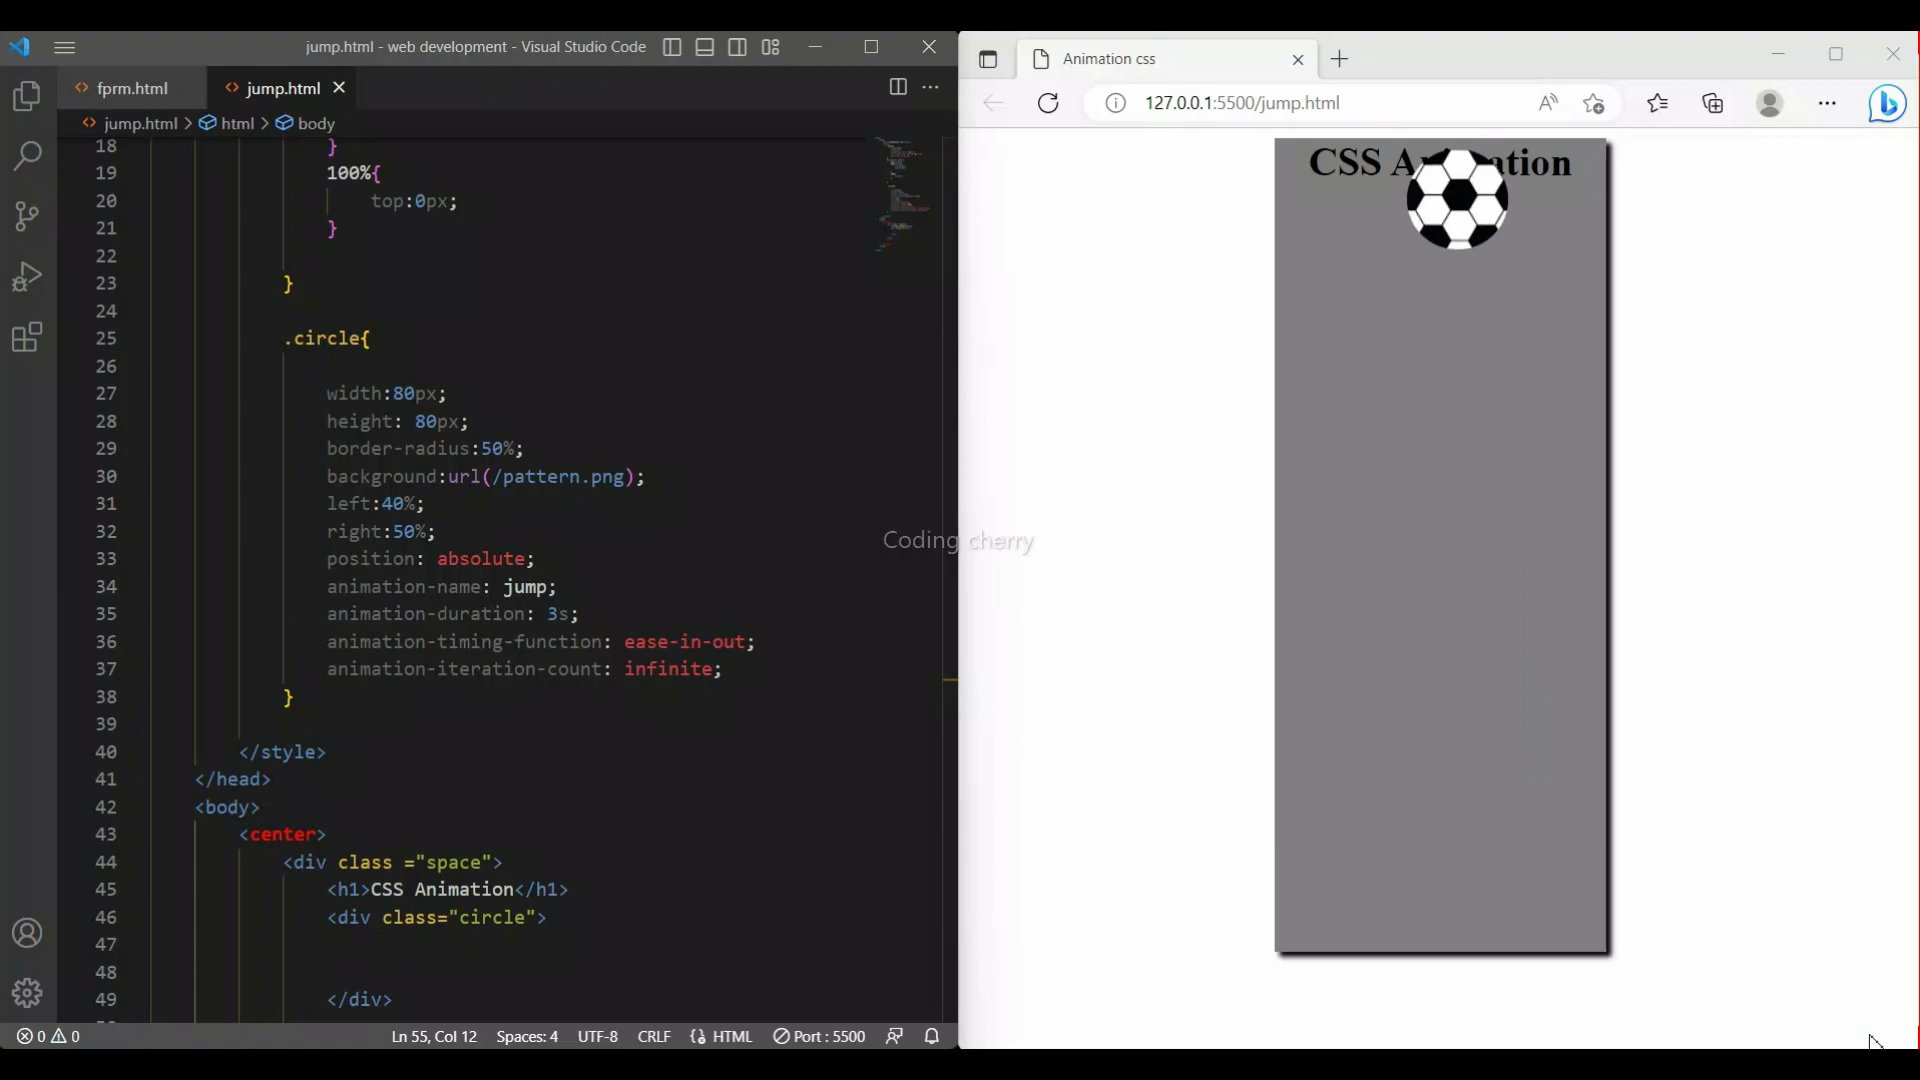 jump.html - web development - Visual Studio Code
fprm.html
jump.html
jump.html > html > body
18 }
19 100%{
20 top:0px;
21 }
22
23 }
24
25 .circle{
26
27 width:80px;
28 height: 80px;
29 border-radius:50%;
30 background:url(/pattern.png);
31 left:40%;
32 right:50%;
33 position: absolute;
34 animation-name: jump;
35 animation-duration: 3s;
36 animation-timing-function: ease-in-out;
37 animation-iteration-count: infinite;
38 }
39
40 </style>
41 </head>
42 <body>
43 <center>
44 <div class ="space">
45 <h1>CSS Animation</h1>
46 <div class="circle">
47
48
49 </div>
0 0
Ln 55, Col 12
Spaces: 4
UTF-8
CRLF
HTML
Port : 5500
Coding cherry
Animation css
127.0.0.1:5500/jump.html
CSS A ation